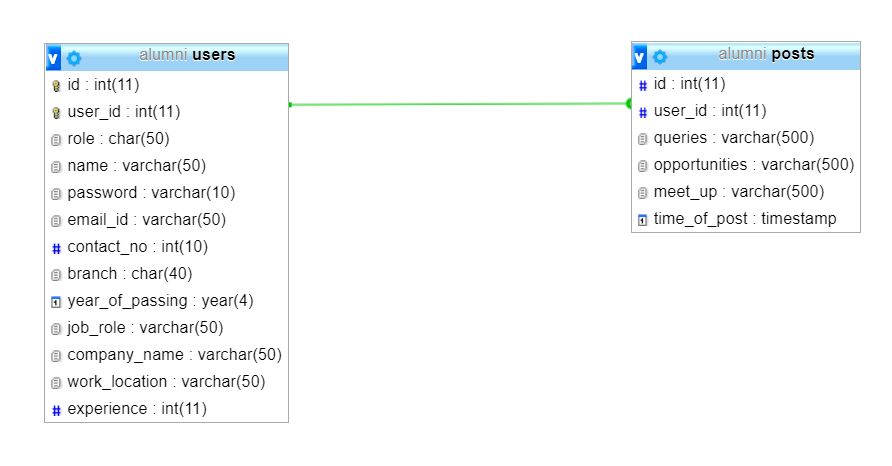 v alumni users
id : int(11)
user_id : int(11)
role : char(50)
name : varchar(50)
password : varchar(10)
email_id : varchar(50)
# contact_no : int(10)
branch : char(40)
1 year_of_passing : year(4)
job_role : varchar(50)
company_name : varchar(50)
work_location : varchar(50)
# experience : int(11)
v alumni posts
# id : int(11)
# user_id : int(11)
queries : varchar(500)
opportunities : varchar(500)
meet_up : varchar(500)
1 time_of_post : timestamp